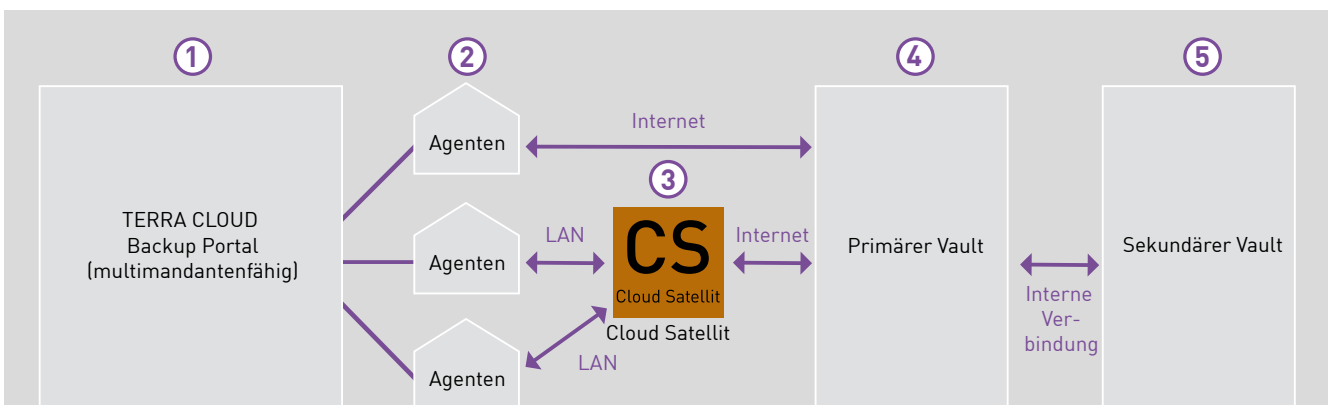 1
2
3
4
5
TERRA CLOUD
Backup Portal
(multimandantenfähig)
Agenten
Internet
Agenten
LAN
CS
Cloud Satellit
Cloud Satellit
Internet
Agenten
LAN
Primärer Vault
Interne
Ver-
bindung
Sekundärer Vault